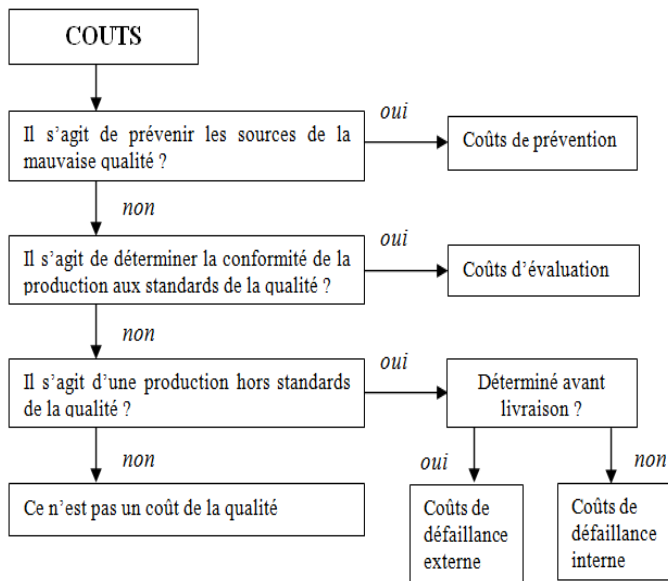 COUTS
oui
Il s’agit de prévenir les sources de la
mauvaise qualité ?
Coûts de prévention
non
oui
Il s’agit de déterminer la conformité de la
production aux standards de la qualité ?
Coûts d’évaluation
non
oui
Il s’agit d’une production hors standards
de la qualité ?
Déterminé avant
livraison ?
non
oui
non
Ce n’est pas un coût de la qualité
Coûts de
défaillance
externe
Coûts de
défaillance
interne